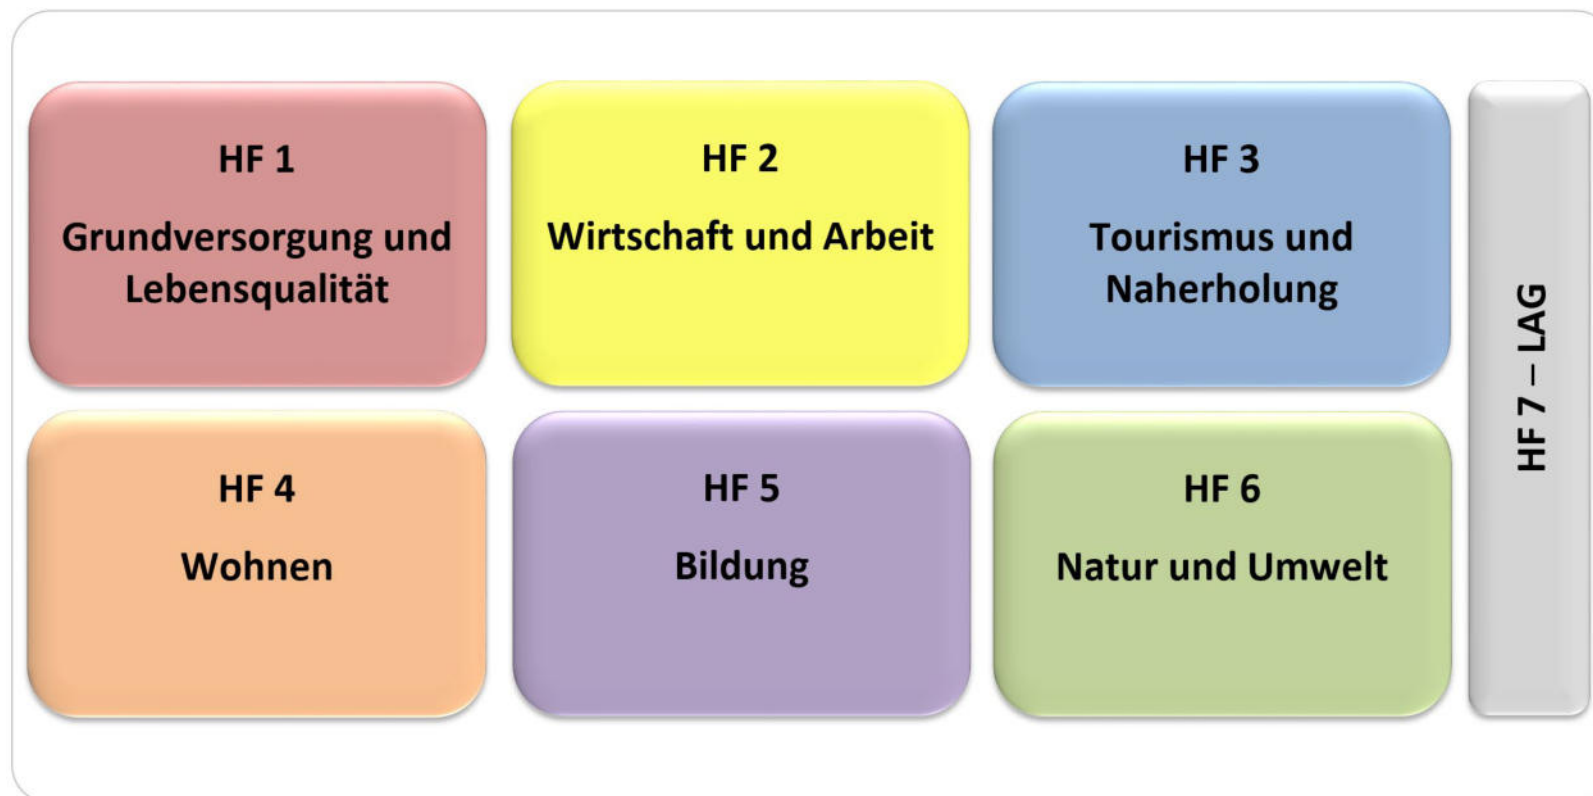 HF 1
Grundversorgung und
Lebensqualität
HF 2
Wirtschaft und Arbeit
HF 3
Tourismus und
Naherholung
HF 4
Wohnen
HF 5
Bildung
HF 6
Natur und Umwelt
HF 7 – LAG